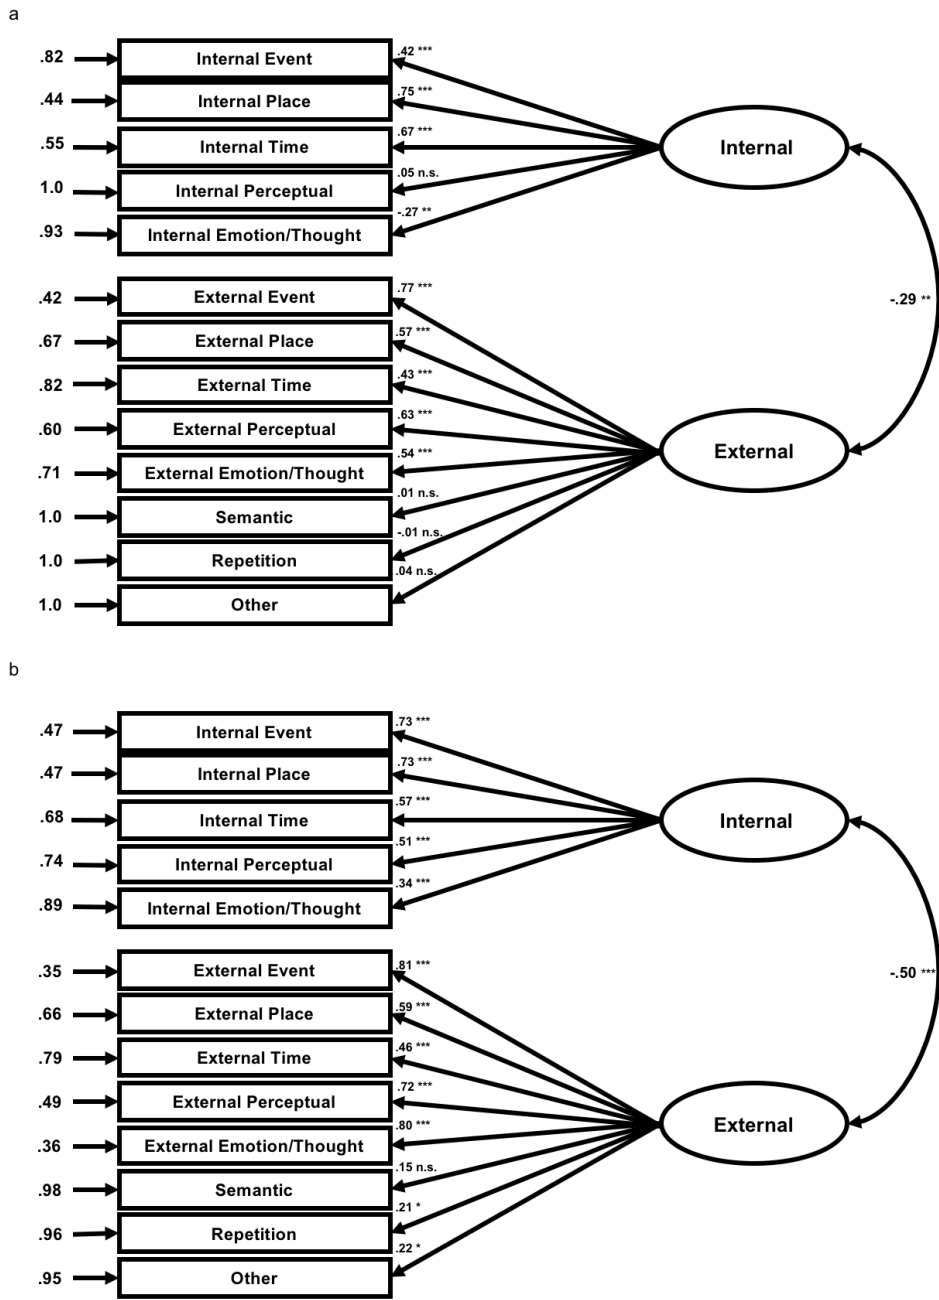 a
.82 Internal Event .42 ***
.44 Internal Place .75 ***
.55 Internal Time .67 ***
1.0 Internal Perceptual .05 n.s.
.93 Internal Emotion/Thought -.27 **
Internal
-.29 **
.42 External Event .77 ***
.67 External Place .57 ***
.82 External Time .43 ***
.60 External Perceptual .63 ***
.71 External Emotion/Thought .54 ***
1.0 Semantic .01 n.s.
1.0 Repetition -.01 n.s.
1.0 Other .04 n.s.
External
b
.47 Internal Event .73 ***
.47 Internal Place .73 ***
.68 Internal Time .57 ***
.74 Internal Perceptual .51 ***
.89 Internal Emotion/Thought .34 ***
Internal
-.50 ***
.35 External Event .81 ***
.66 External Place .59 ***
.79 External Time .46 ***
.49 External Perceptual .72 ***
.36 External Emotion/Thought .80 ***
.98 Semantic .15 n.s.
.96 Repetition .21 *
.95 Other .22 *
External